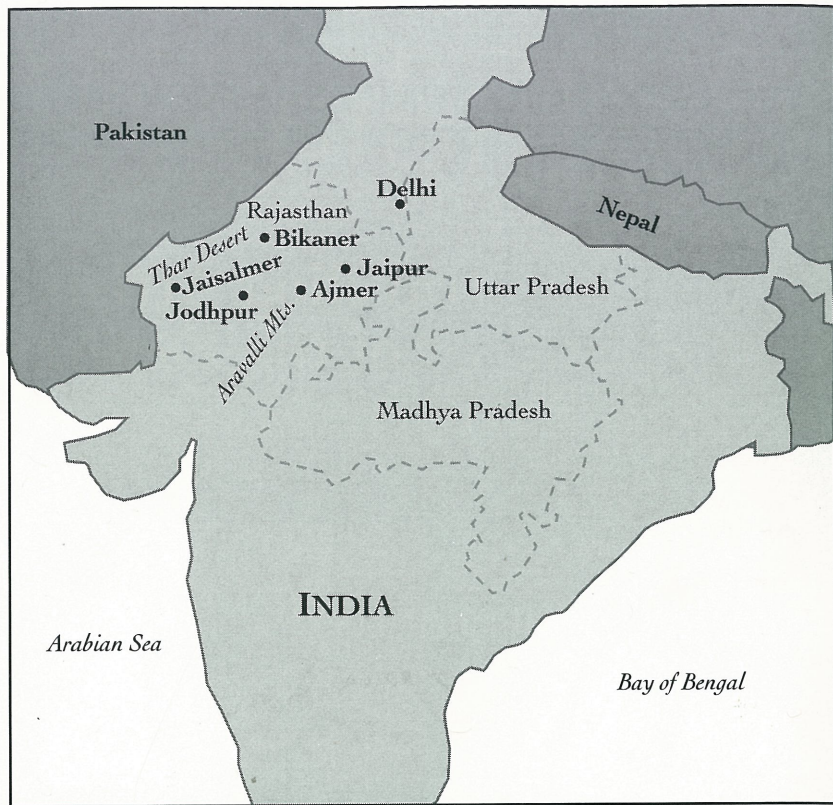 Pakistan
Delhi
Nepal
Rajasthan
Bikaner
Thar Desert
Jaisalmer
Jaipur
Uttar Pradesh
Ajmer
Jodhpur
Aravalli Mts.
Madhya Pradesh
INDIA
Arabian Sea
Bay of Bengal